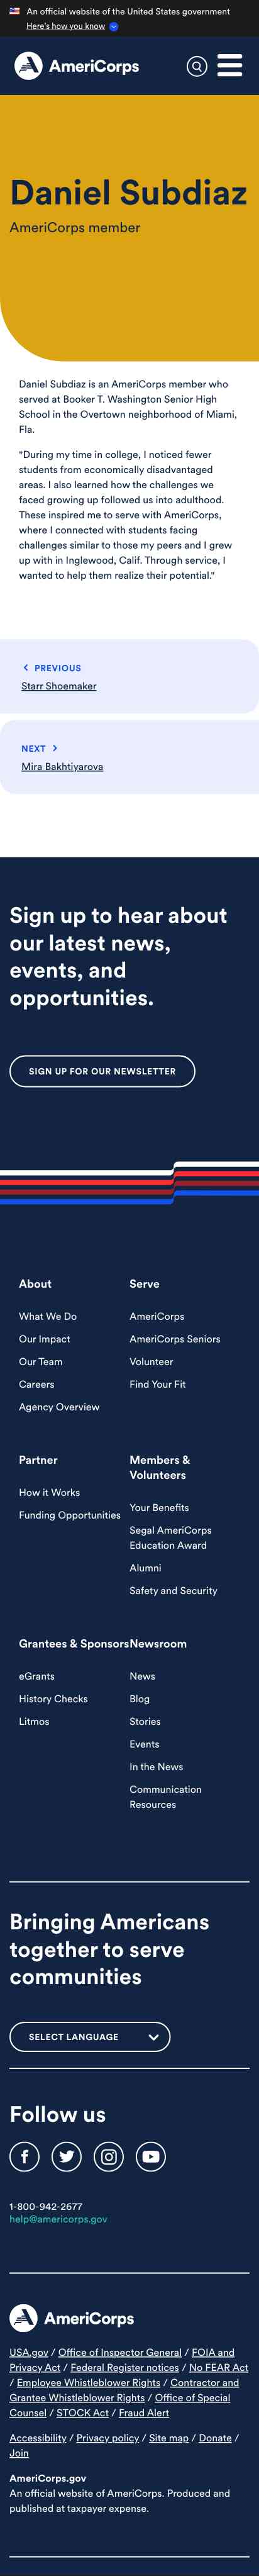 An official website of the United States government
Here's how you know
AmeriCorps
Daniel Subdiaz
AmeriCorps member
Daniel Subdiaz is an AmeriCorps member who
served at Booker T. Washington Senior High
School in the Overtown neighborhood of Miami,
Fla.
"During my time in college, I noticed fewer
students from economically disadvantaged
areas. I also learned how the challenges we
faced growing up followed us into adulthood.
These inspired me to serve with AmeriCorps,
where I connected with students facing
challenges similar to those my peers and I grew
up with in Inglewood, Calif. Through service, I
wanted to help them realize their potential."
PREVIOUS
Starr Shoemaker
NEXT
Mira Bakhtiyarova
Sign up to hear about
our latest news,
events, and
opportunities.
SIGN UP FOR OUR NEWSLETTER
About
What We Do
Our Impact
Our Team
Careers
Agency Overview
Serve
AmeriCorps
AmeriCorps Seniors
Volunteer
Find Your Fit
Partner
How it Works
Funding Opportunities
Members &
Volunteers
Your Benefits
Segal AmeriCorps
Education Award
Alumni
Safety and Security
Grantees & Sponsors
eGrants
History Checks
Litmos
Newsroom
News
Blog
Stories
Events
In the News
Communication
Resources
Bringing Americans
together to serve
communities
SELECT LANGUAGE
Follow us
1-800-942-2677
help@americorps.gov
AmeriCorps
USA.gov / Office of Inspector General / FOIA and
Privacy Act / Federal Register notices / No FEAR Act
/ Employee Whistleblower Rights / Contractor and
Grantee Whistleblower Rights / Office of Special
Counsel / STOCK Act / Fraud Alert
Accessibility / Privacy policy / Site map / Donate /
Join
AmeriCorps.gov
An official website of AmeriCorps. Produced and
published at taxpayer expense.